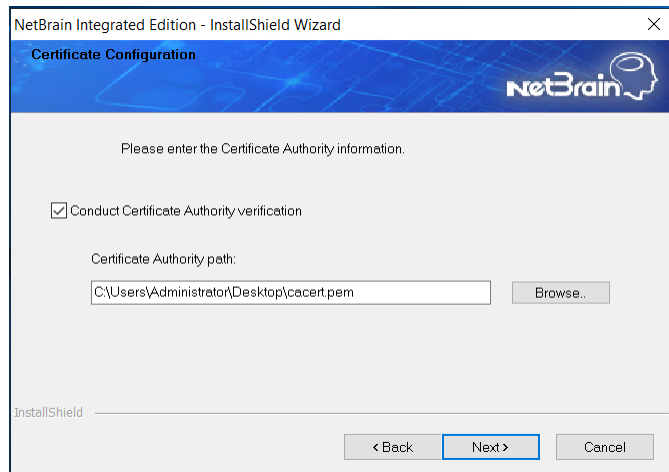 NetBrain Integrated Edition - InstallShield Wizard
Certificate Configuration
NetBrain
Please enter the Certificate Authority information.
Conduct Certificate Authority verification
Certificate Authority path:
C:\Users\Administrator\Desktop\cacert.pem
Browse..
InstallShield
< Back
Next >
Cancel